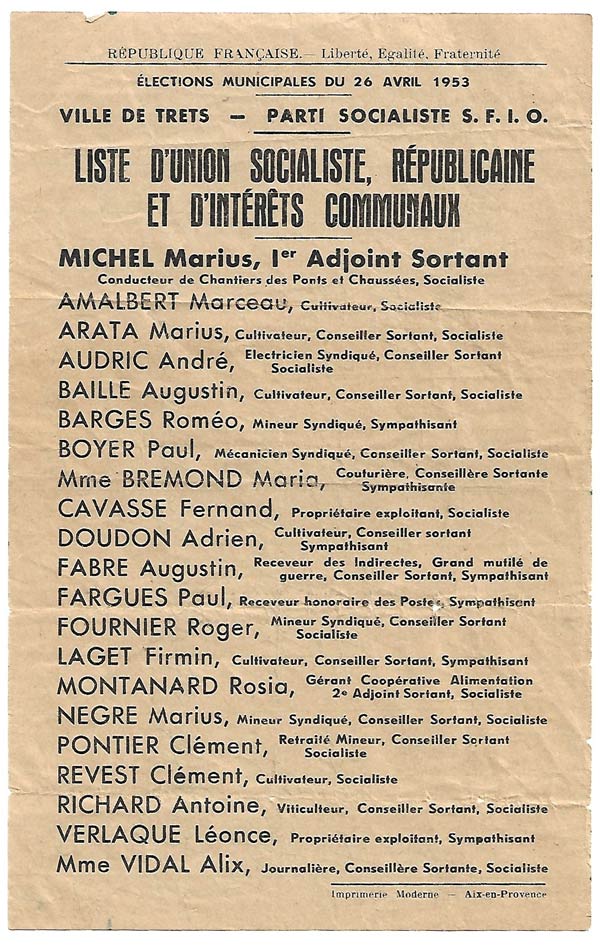 RÉPUBLIQUE FRANÇAISE. — Liberté, Egalité, Fraternité
ÉLECTIONS MUNICIPALES DU 26 AVRIL 1953
VILLE DE TRETS — PARTI SOCIALISTE S. F. I. O.
LISTE D'UNION SOCIALISTE, RÉPUBLICAINE
ET D'INTÉRÊTS COMMUNAUX
MICHEL Marius, 1er Adjoint Sortant
Conducteur de Chantiers des Ponts et Chaussées, Socialiste
AMALBERT Marceau, Cultivateur, Socialiste
ARATA Marius, Cultivateur, Conseiller Sortant, Socialiste
AUDRIC André, Electricien Syndiqué, Conseiller Sortant
Socialiste
BAILLE Augustin, Cultivateur, Conseiller Sortant, Socialiste
BARGES Roméo, Mineur Syndiqué, Sympathisant
BOYER Paul, Mécanicien Syndiqué, Conseiller Sortant, Socialiste
Mme BREMOND Maria, Couturière, Conseillère Sortante
Sympathisante
CAVASSE Fernand, Propriétaire exploitant, Socialiste
DOUDON Adrien, Cultivateur, Conseiller sortant
Sympathisant
FABRE Augustin, Receveur des Indirectes, Grand mutilé de
guerre, Conseiller Sortant, Sympathisant
FARGUES Paul, Receveur honoraire des Postes, Sympathisant
FOURNIER Roger, Mineur Syndiqué, Conseiller Sortant
Socialiste
LAGET Firmin, Cultivateur, Conseiller Sortant, Sympathisant
MONTANARD Rosia, Gérant Coopérative Alimentation
2e Adjoint Sortant, Socialiste
NEGRE Marius, Mineur Syndiqué, Conseiller Sortant, Socialiste
PONTIER Clément, Retraité Mineur, Conseiller Sortant
Socialiste
REVEST Clément, Cultivateur, Socialiste
RICHARD Antoine, Viticulteur, Conseiller Sortant, Socialiste
VERLAQUE Léonce, Propriétaire exploitant, Sympathisant
Mme VIDAL Alix, Journalière, Conseillère Sortante, Socialiste
Imprimerie Moderne — Aix-en-Provence